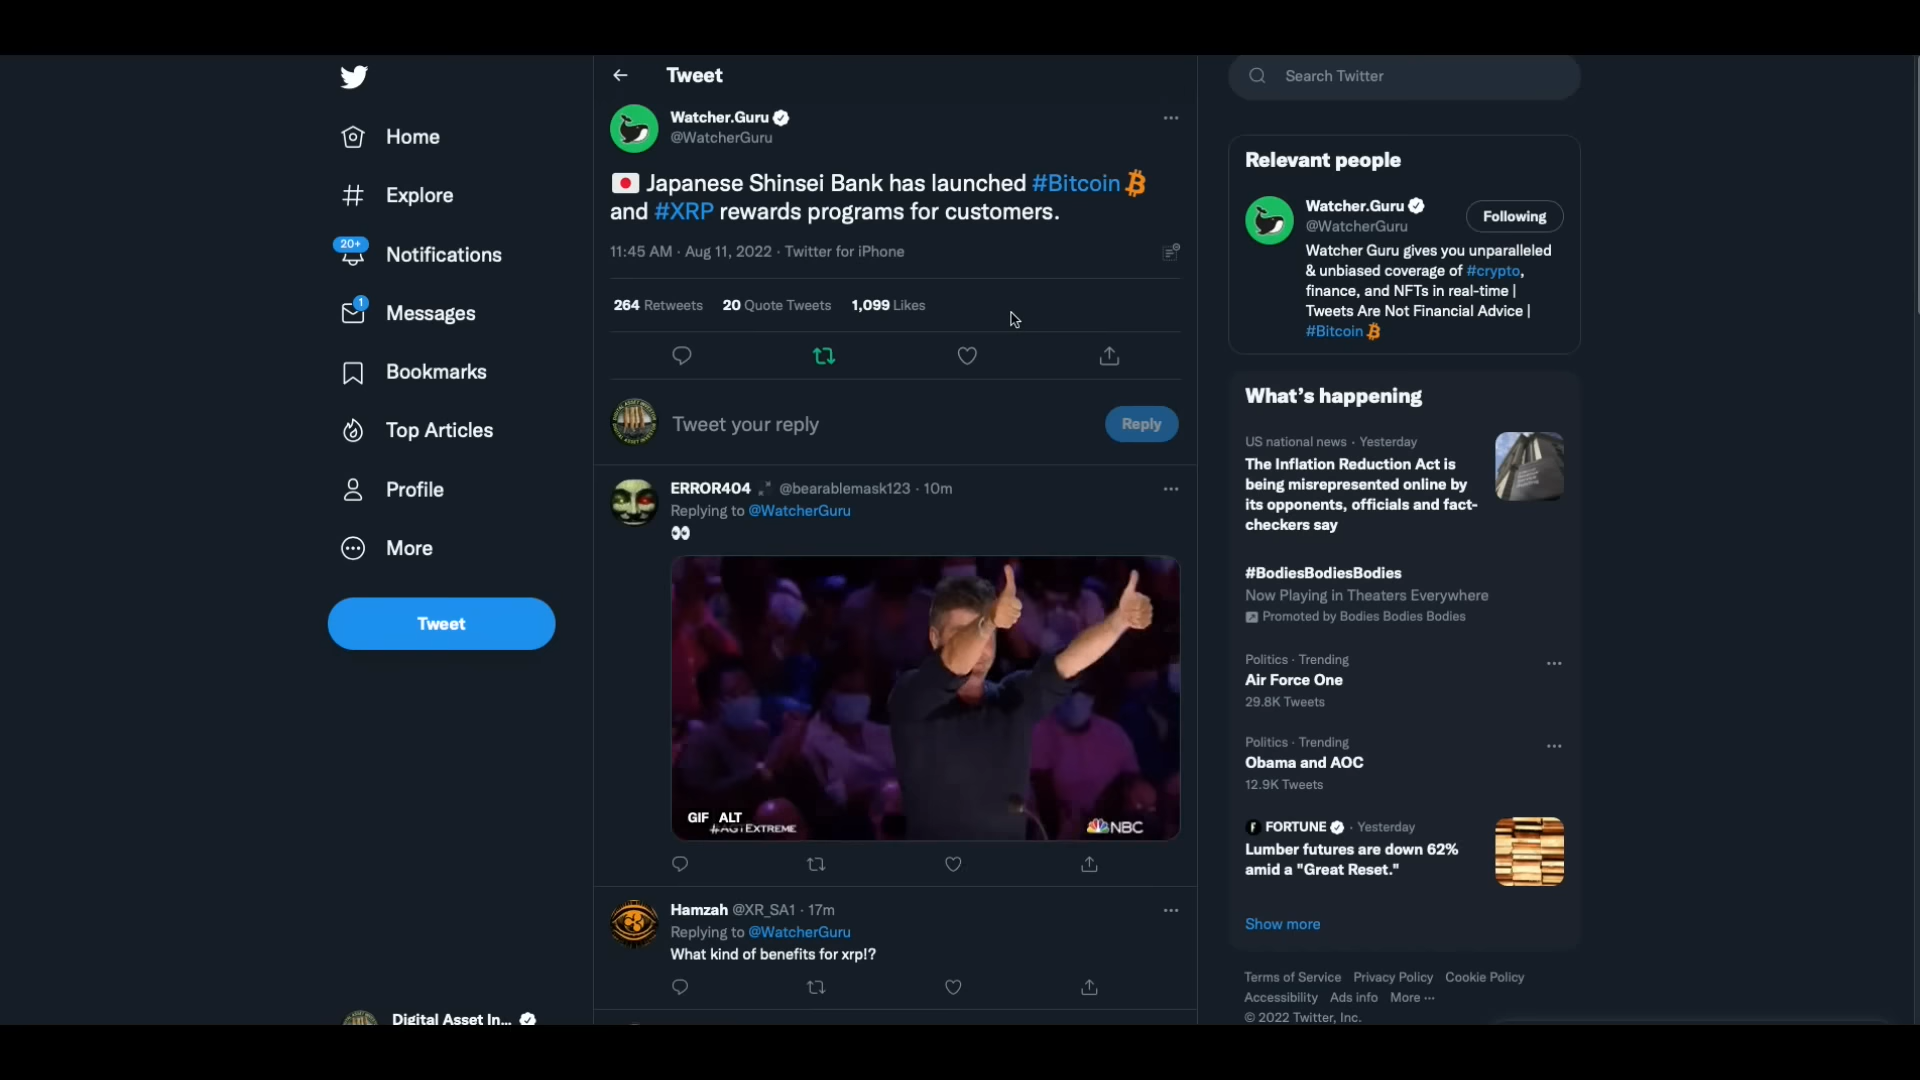 Home
Explore
20+
Notifications
1
Messages
Bookmarks
Top Articles
Profile
More
Tweet
Digital Asset In...
Tweet
Watcher.Guru
@WatcherGuru
Japanese Shinsei Bank has launched #Bitcoin
and #XRP rewards programs for customers.
11:45 AM · Aug 11, 2022 · Twitter for iPhone
264 Retweets 20 Quote Tweets 1,099 Likes
Tweet your reply
Reply
ERROR404 @bearablemask123 · 10m
Replying to @WatcherGuru
👀
GIF ALT
#AGTEXTREME
NBC
Hamzah @XR_SA1 · 17m
Replying to @WatcherGuru
What kind of benefits for xrp!?
Search Twitter
Relevant people
Watcher.Guru
@WatcherGuru
Following
Watcher Guru gives you unparalleled
& unbiased coverage of #crypto,
finance, and NFTs in real-time |
Tweets Are Not Financial Advice |
#Bitcoin
What's happening
US national news · Yesterday
The Inflation Reduction Act is
being misrepresented online by
its opponents, officials and fact-
checkers say
#BodiesBodiesBodies
Now Playing in Theaters Everywhere
Promoted by Bodies Bodies Bodies
Politics · Trending
Air Force One
29.8K Tweets
Politics · Trending
Obama and AOC
12.9K Tweets
FORTUNE · Yesterday
Lumber futures are down 62%
amid a "Great Reset."
Show more
Terms of Service Privacy Policy Cookie Policy
Accessibility Ads info More ···
© 2022 Twitter, Inc.